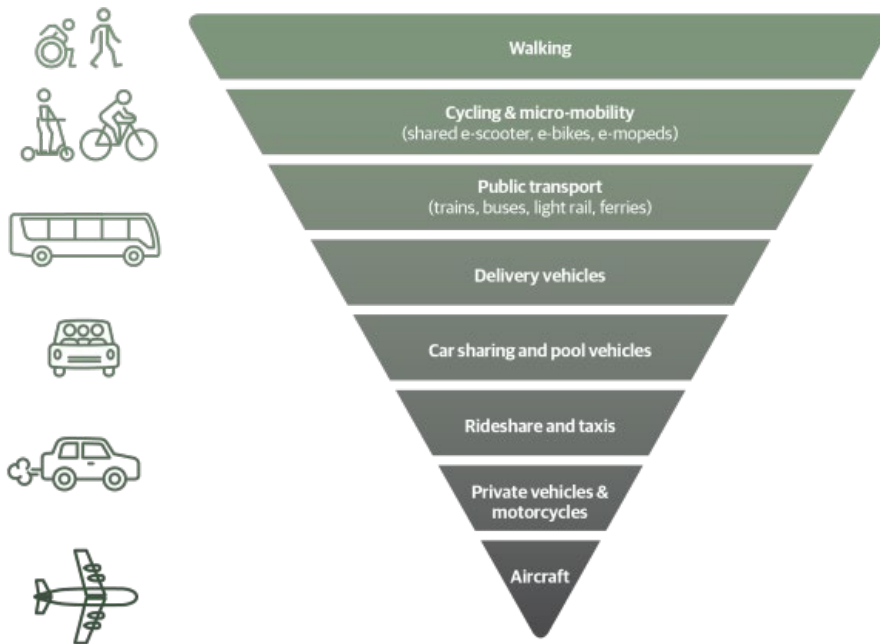 Walking
Cycling & micro-mobility
(shared e-scooter, e-bikes, e-mopeds)
Public transport
(trains, buses, light rail, ferries)
Delivery vehicles
Car sharing and pool vehicles
Rideshare and taxis
Private vehicles &
motorcycles
Aircraft